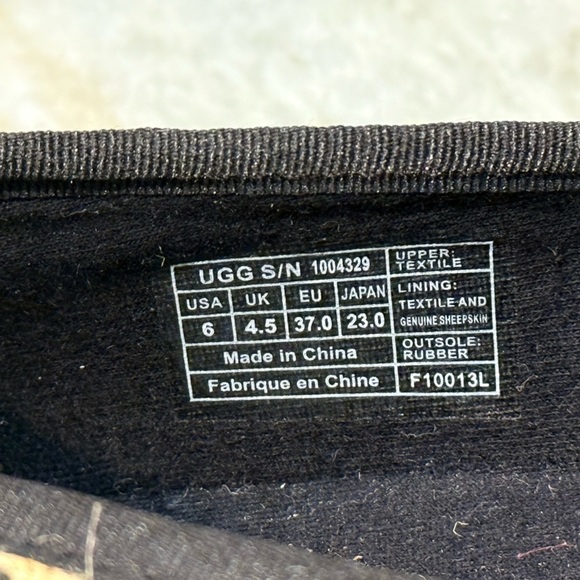 UGG S/N 1004329
USA UK EU JAPAN
6 4.5 37.0 23.0
Made in China
Fabrique en Chine
UPPER:
TEXTILE
LINING:
TEXTILE AND
GENUINE SHEEPSKIN
OUTSOLE:
RUBBER
F10013L